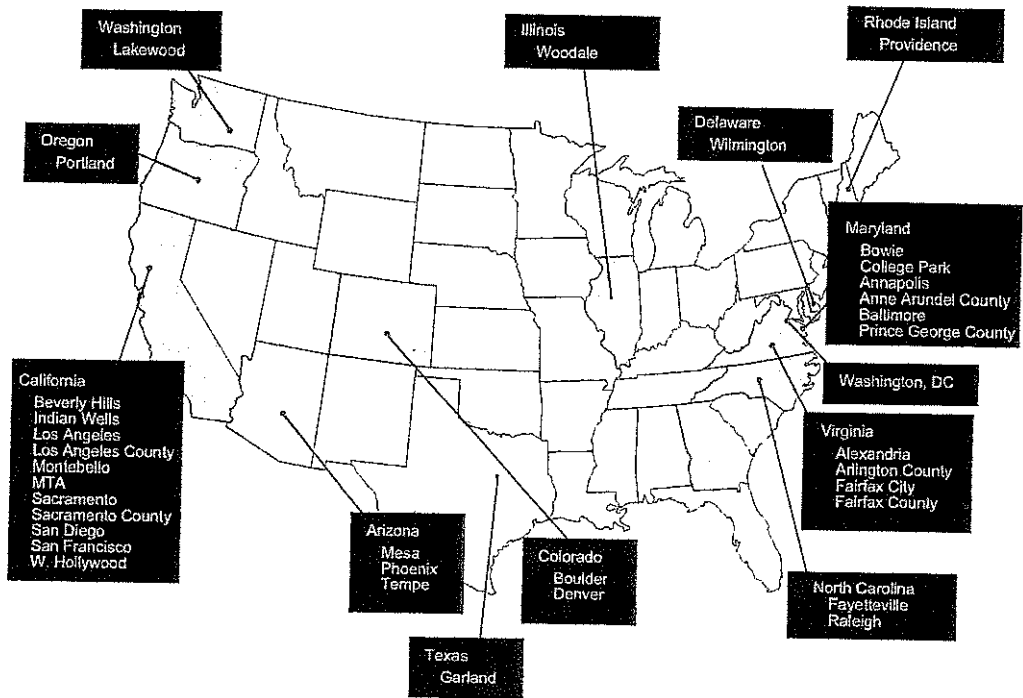 Washington
Lakewood
Illinois
Woodale
Rhode Island
Providence
Oregon
Portland
Delaware
Wilmington
Maryland
Bowie
College Park
Annapolis
Anne Arundel County
Baltimore
Prince George County
California
Beverly Hills
Indian Wells
Los Angeles
Los Angeles County
Montebello
MTA
Sacramento
Sacramento County
San Diego
San Francisco
W. Hollywood
Washington, DC
Virginia
Alexandria
Arlington County
Fairfax City
Fairfax County
Arizona
Mesa
Phoenix
Tempe
Colorado
Boulder
Denver
North Carolina
Fayetteville
Raleigh
Texas
Garland